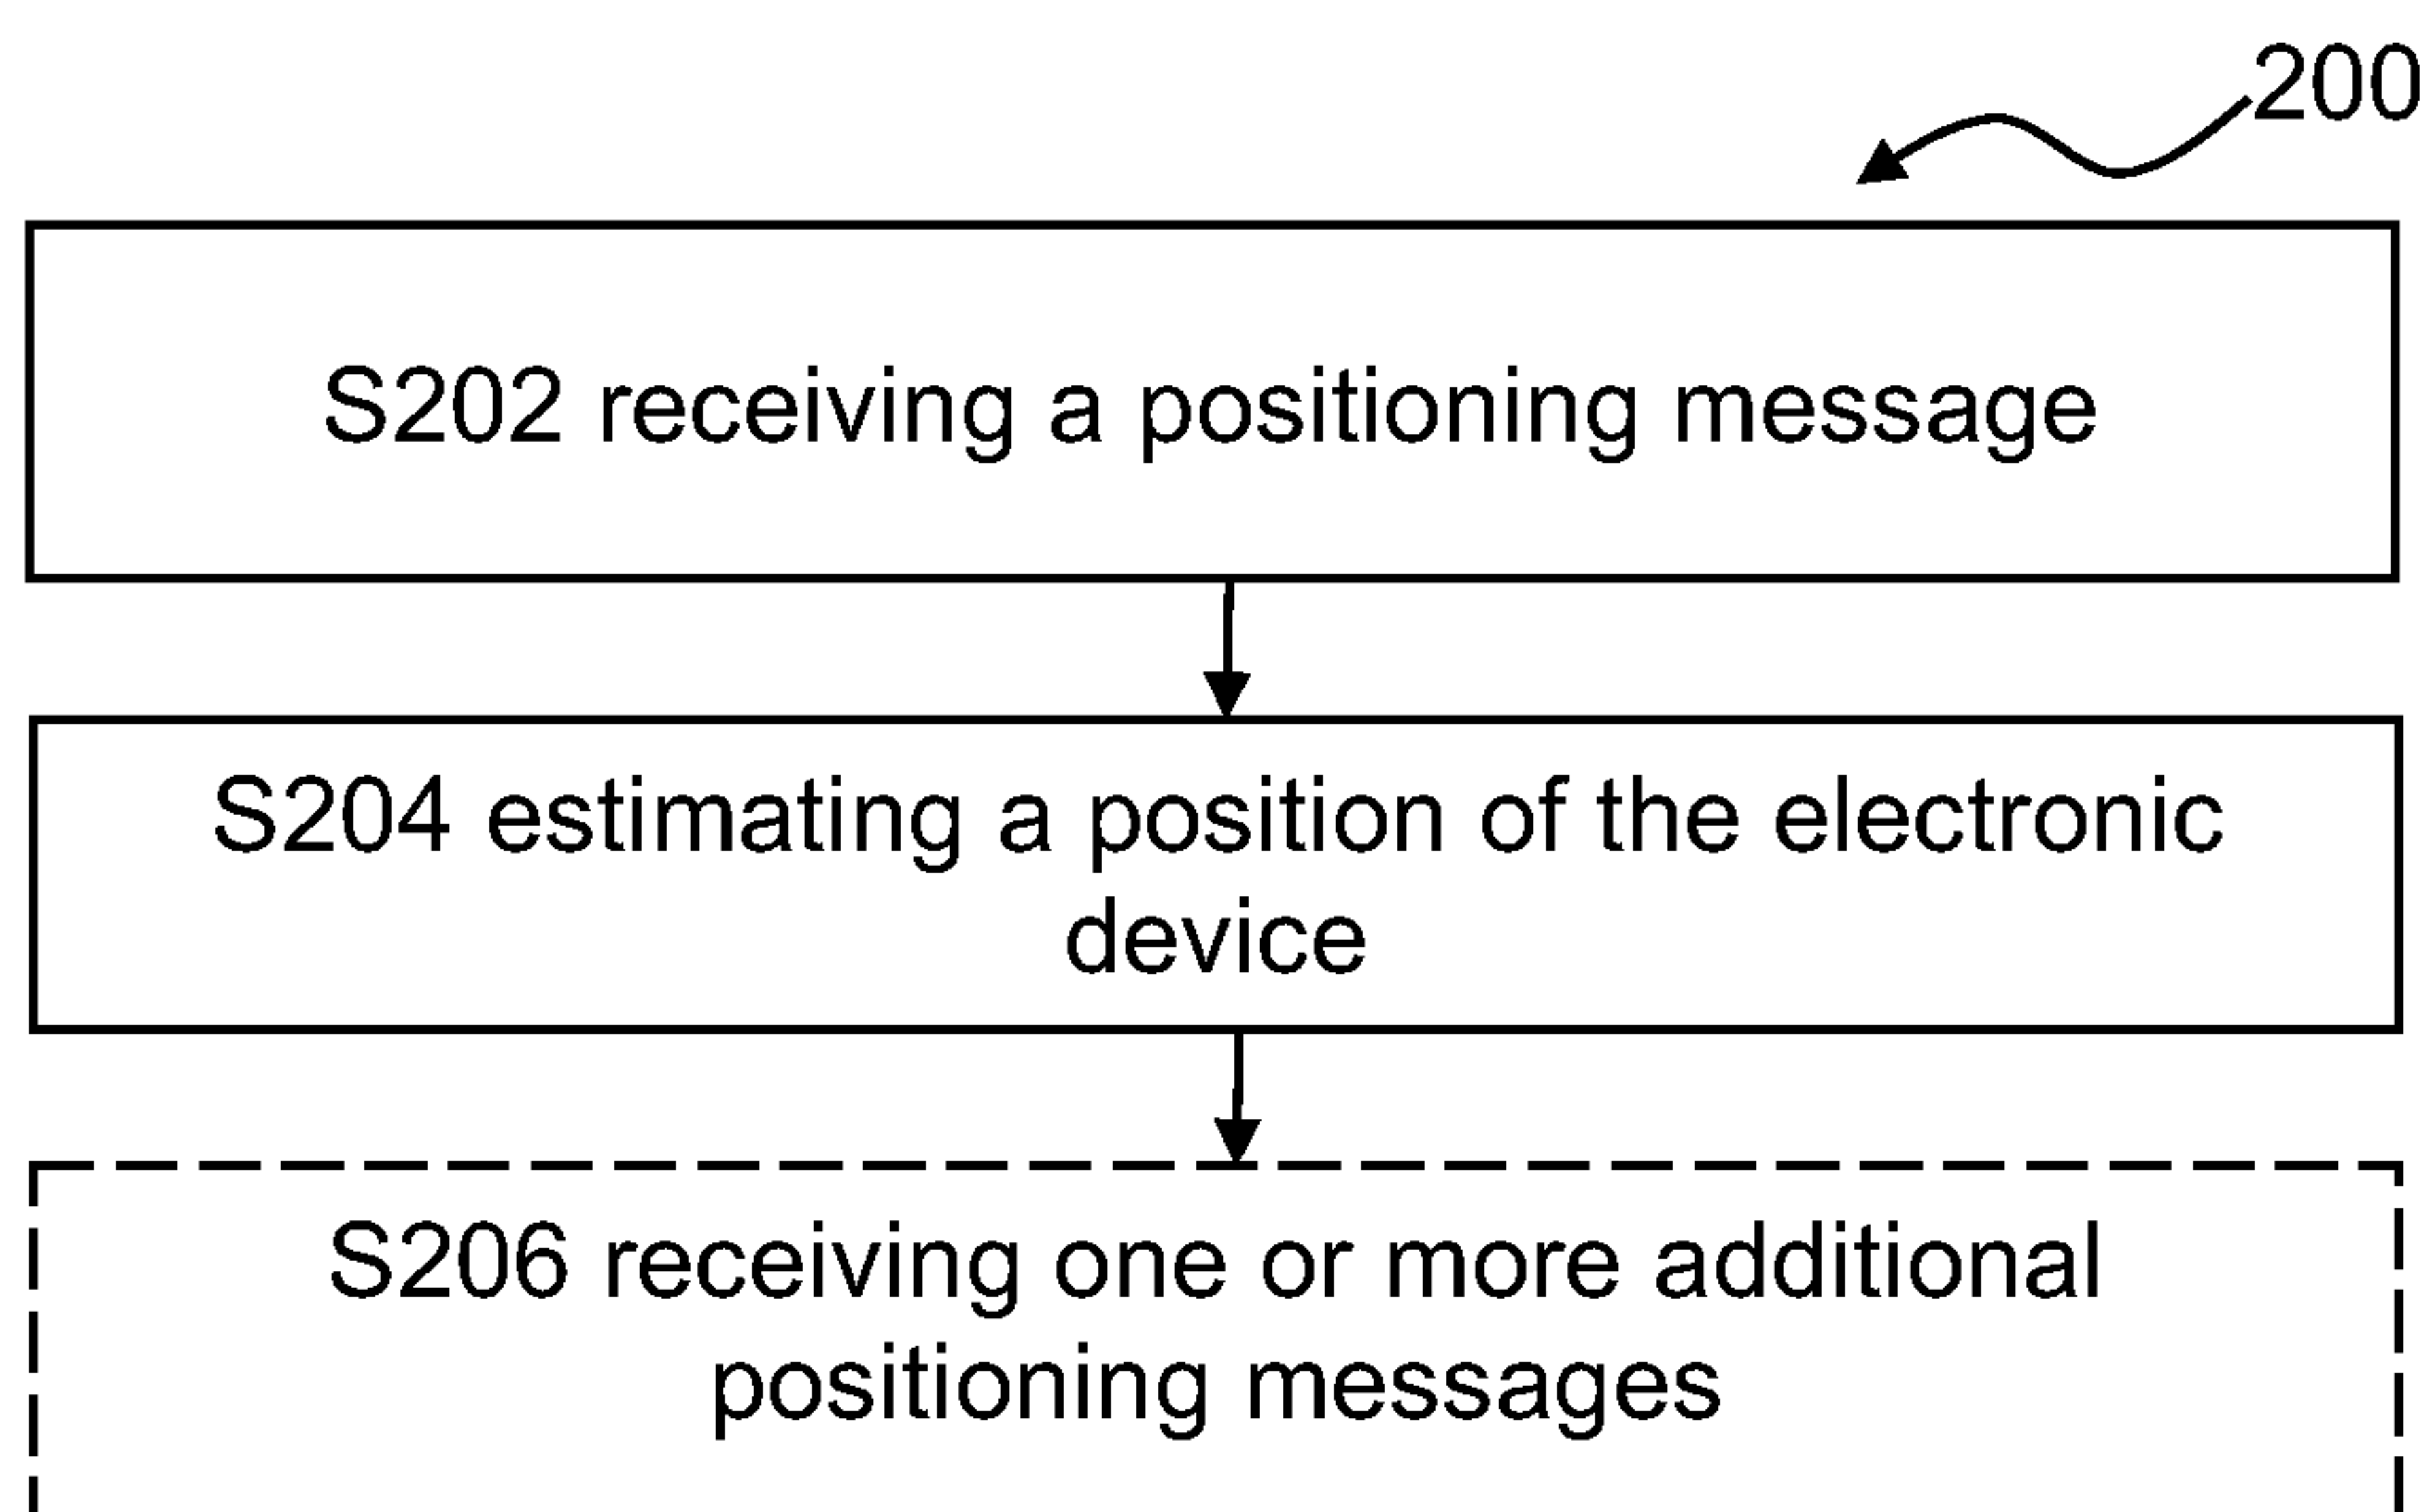 200
S202 receiving a positioning message
S204 estimating a position of the electronic
device
S206 receiving one or more additional
positioning messages